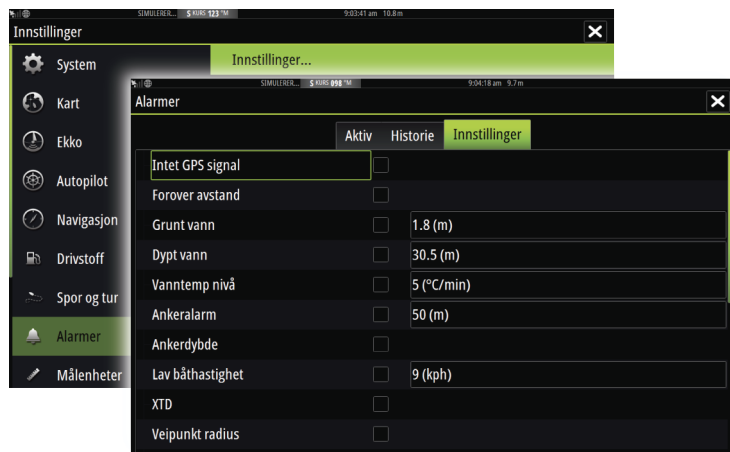 SIMULERER... S KURS 123 °M 9:03:41 am 10.8 m
Innstillinger
System
Innstillinger...
Kart
Ekko
Autopilot
Navigasjon
Drivstoff
Spor og tur
Alarmer
Målenheter
SIMULERER... S KURS 098 °M 9:04:18 am 9.7 m
Alarmer
Aktiv Historie Innstillinger
Intet GPS signal
Forover avstand
Grunt vann 1.8 (m)
Dypt vann 30.5 (m)
Vanntemp nivå 5 (°C/min)
Ankeralarm 50 (m)
Ankerdybde
Lav båthastighet 9 (kph)
XTD
Veipunkt radius